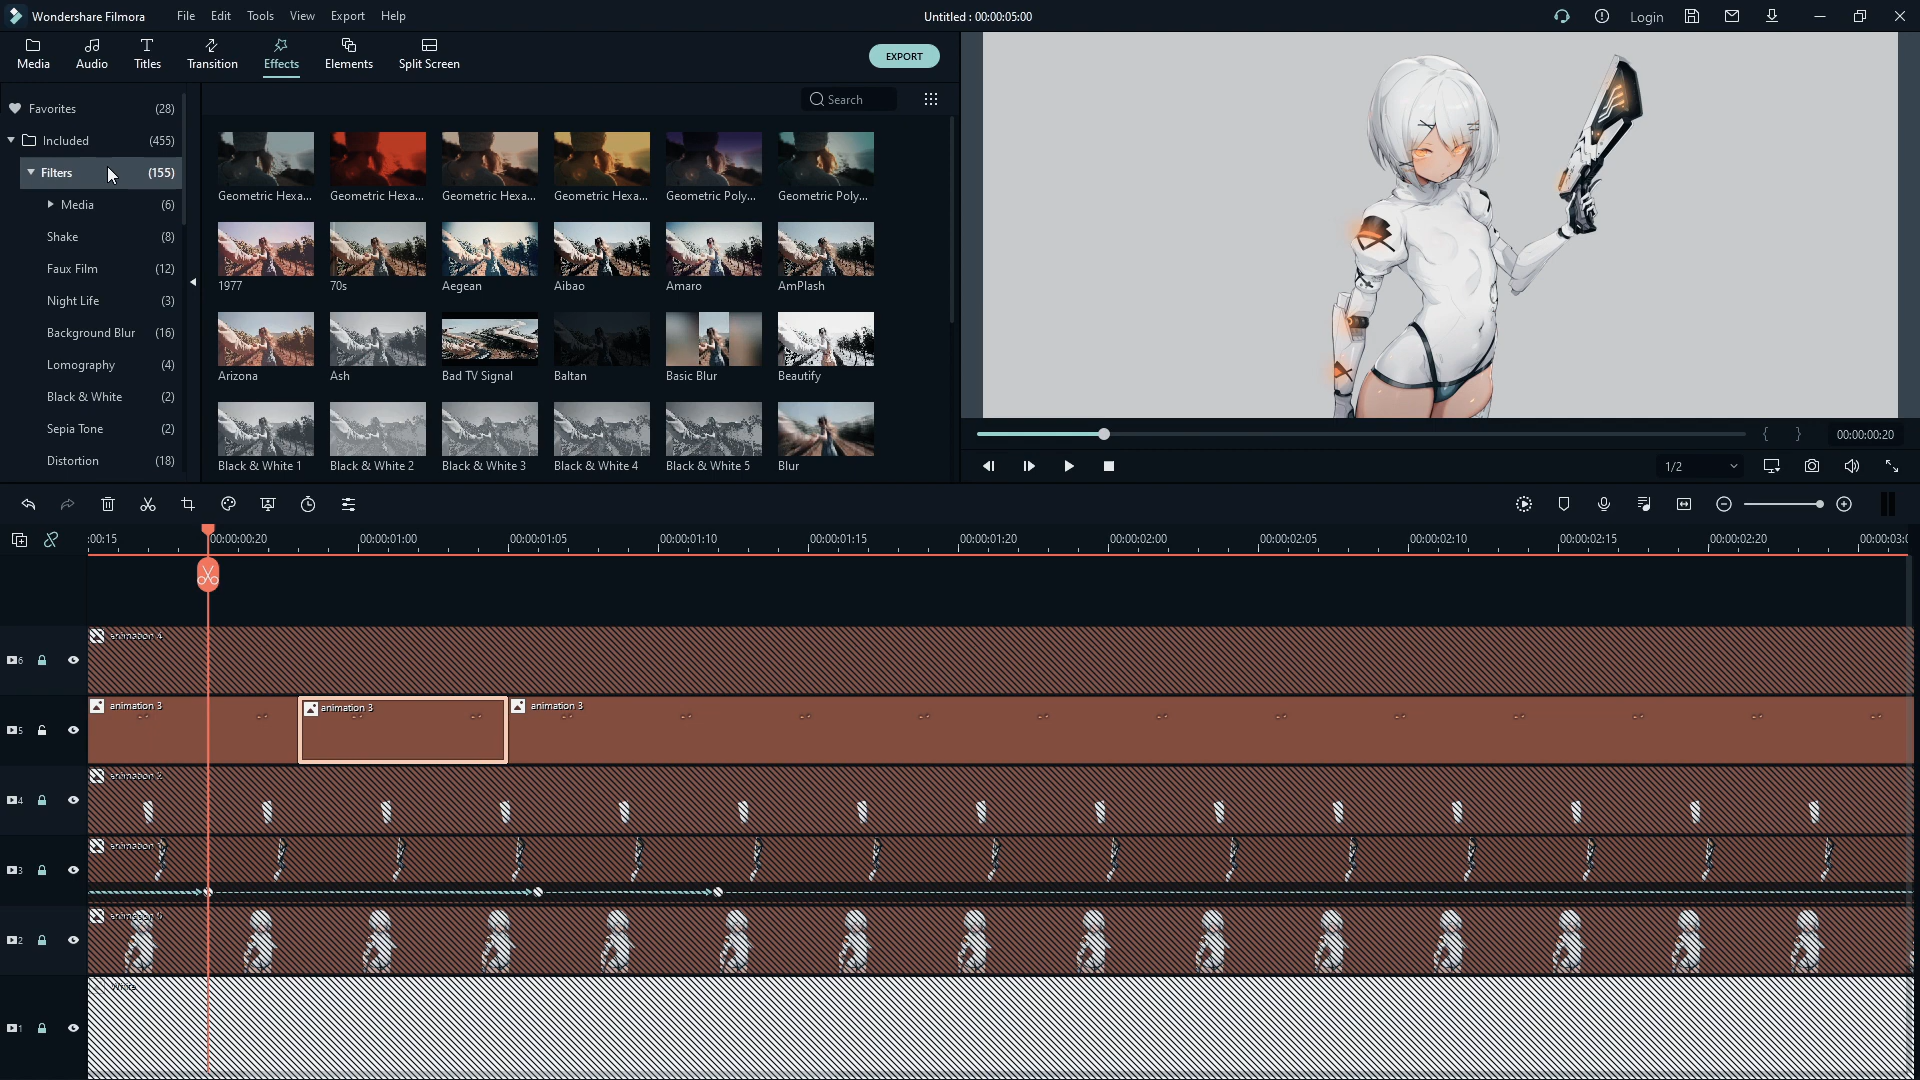 Wondershare Filmora File Edit Tools View Export Help Untitled : 00:00:05:00 Login
Media Audio Titles Transition Effects Elements Split Screen EXPORT
Favorites (28)
Search
Included (455)
Filters (155)
Media (6)
Shake (8)
Faux Film (12)
Night Life (3)
Background Blur (16)
Lomography (4)
Black & White (2)
Sepia Tone (2)
Distortion (18)
Geometric Hexa... Geometric Hexa... Geometric Hexa... Geometric Hexa... Geometric Poly... Geometric Poly...
1977 70s Aegean Aibao Amaro AmPlash
Arizona Ash Bad TV Signal Baltan Basic Blur Beautify
Black & White 1 Black & White 2 Black & White 3 Black & White 4 Black & White 5 Blur
{ } 00:00:00:20
1/2
:00:15 00:00:00:20 00:00:01:00 00:00:01:05 00:00:01:10 00:00:01:15 00:00:01:20 00:00:02:00 00:00:02:05 00:00:02:10 00:00:02:15 00:00:02:20 00:00:03:0
animation 4
6
animation 3 animation 3 animation 3
5
animation 2
4
animation 1
3
animation 0
2
White
1